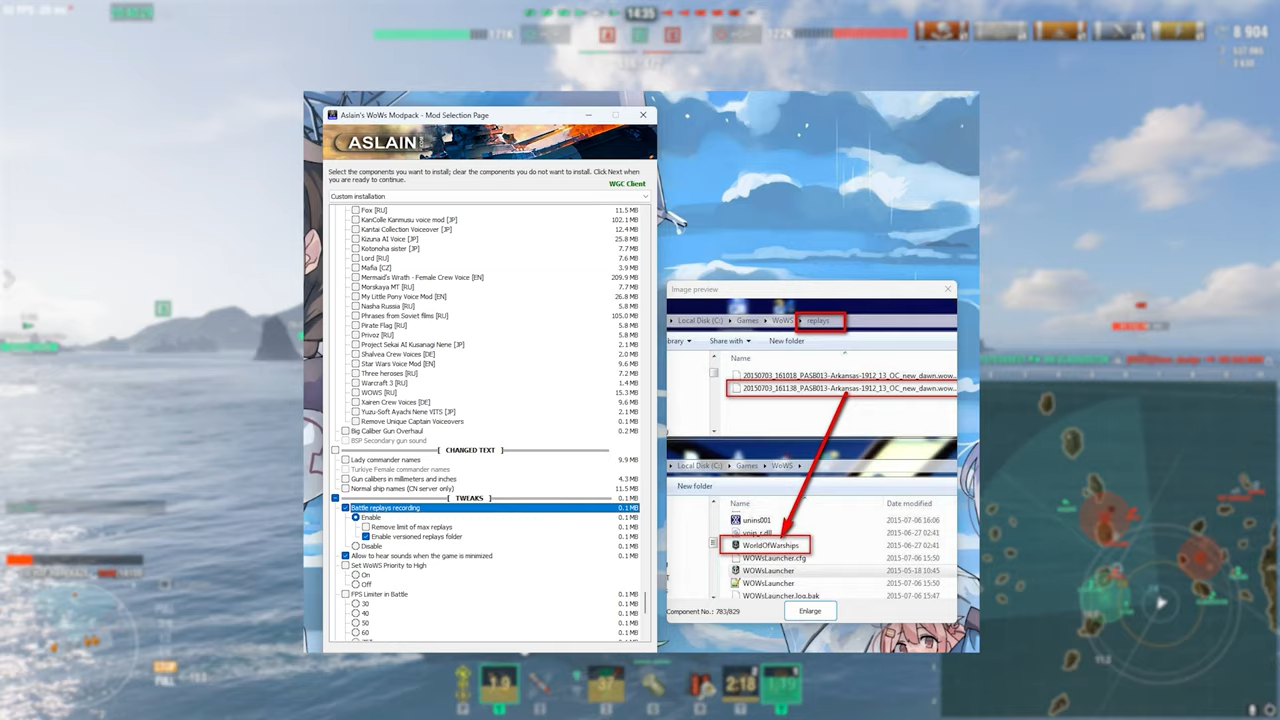 14:35
171K
122K
8 904
Aslain's WoWs Modpack - Mod Selection Page
ASLAIN.COM
Select the components you want to install; clear the components you do not want to install. Click Next when
you are ready to continue.
WGC Client
Custom installation
Fox [RU] 11.5 MB
KanColle Kanmusu voice mod [JP] 102.1 MB
Kantai Collection Voiceover [JP] 12.4 MB
Kizuna AI Voice [JP] 25.8 MB
Kotonoha sister [JP] 7.7 MB
Lord [RU] 7.6 MB
Mafia [CZ] 3.9 MB
Mermaid's Wrath - Female Crew Voice [EN] 209.9 MB
Morskaya MT [RU] 7.7 MB
My Little Pony Voice Mod [EN] 26.8 MB
Nasha Russia [RU] 5.8 MB
Phrases from Soviet films [RU] 105.0 MB
Pirate Flag [RU] 5.8 MB
Privoz [RU] 5.8 MB
Project Sekai AI Kusanagi Nene [JP] 2.1 MB
Shalvea Crew Voices [DE] 2.0 MB
Star Wars Voice Mod [EN] 9.6 MB
Three heroses [RU] 7.2 MB
Warcraft 3 [RU] 1.4 MB
WOWS [RU] 15.3 MB
Xairen Crew Voices [DE] 9.6 MB
Yuzu-Soft Ayachi Nene VITS [JP] 2.1 MB
Remove Unique Captain Voiceovers 0.1 MB
Big Caliber Gun Overhaul 0.2 MB
BSP Secondary gun sound
[ CHANGED TEXT ]
Lady commander names 9.9 MB
Turkiye Female commander names
Gun calibers in millimeters and inches 4.3 MB
Normal ship names (CN server only) 11.5 MB
[ TWEAKS ] 0.1 MB
Battle replays recording 0.1 MB
Enable 0.1 MB
Remove limit of max replays 0.1 MB
Enable versioned replays folder 0.1 MB
Disable 0.1 MB
Allow to hear sounds when the game is minimized 0.1 MB
Set WoWS Priority to High 0.1 MB
On 0.1 MB
Off 0.1 MB
FPS Limiter in Battle 0.1 MB
30 0.1 MB
40 0.1 MB
50 0.1 MB
60 0.1 MB
Image preview
Local Disk (C:) Games WoWS replays
brary Share with New folder
Name
20150703_161018_PASB013-Arkansas-1912_13_OC_new_dawn.wow...
20150703_161138_PASB013-Arkansas-1912_13_OC_new_dawn.wow...
Local Disk (C:) Games WoWS
New folder
Name Date modified
unins001 2015-07-06 16:06
voip_r.dll 2015-06-27 02:41
WorldOfWarships 2015-06-27 02:41
WOWsLauncher.cfg 2015-07-06 15:50
WOWsLauncher 2015-05-18 10:45
WOWsLauncher 2015-07-06 15:50
WOWsLauncher.log.bak 2015-07-06 15:47
Component No.: 783/829
Enlarge
STOP
FULL
2:18